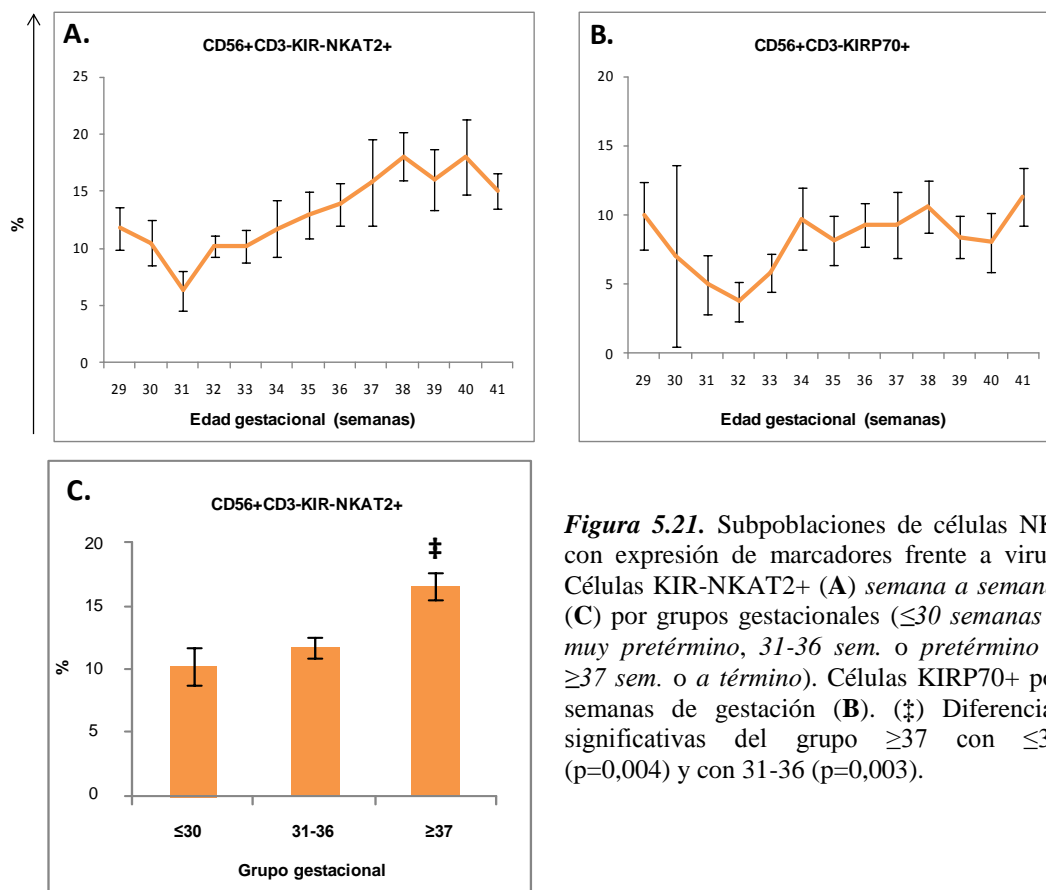 A.
CD56+CD3-KIR-NKAT2+
25
20
15
10
5
0
%
29 30 31 32 33 34 35 36 37 38 39 40 41
Edad gestacional (semanas)
B.
CD56+CD3-KIRP70+
20
15
10
5
0
29 30 31 32 33 34 35 36 37 38 39 40 41
Edad gestacional (semanas)
C.
CD56+CD3-KIR-NKAT2+
20
15
10
5
0
%
‡
≤30 31-36 ≥37
Grupo gestacional
Figura 5.21. Subpoblaciones de células NK
con expresión de marcadores frente a viru
Células KIR-NKAT2+ (A) semana a semana
(C) por grupos gestacionales (≤30 semanas
muy pretérmino, 31-36 sem. o pretérmino
≥37 sem. o a término). Células KIRP70+ po
semanas de gestación (B). (‡) Diferencia
significativas del grupo ≥37 con ≤3
(p=0,004) y con 31-36 (p=0,003).